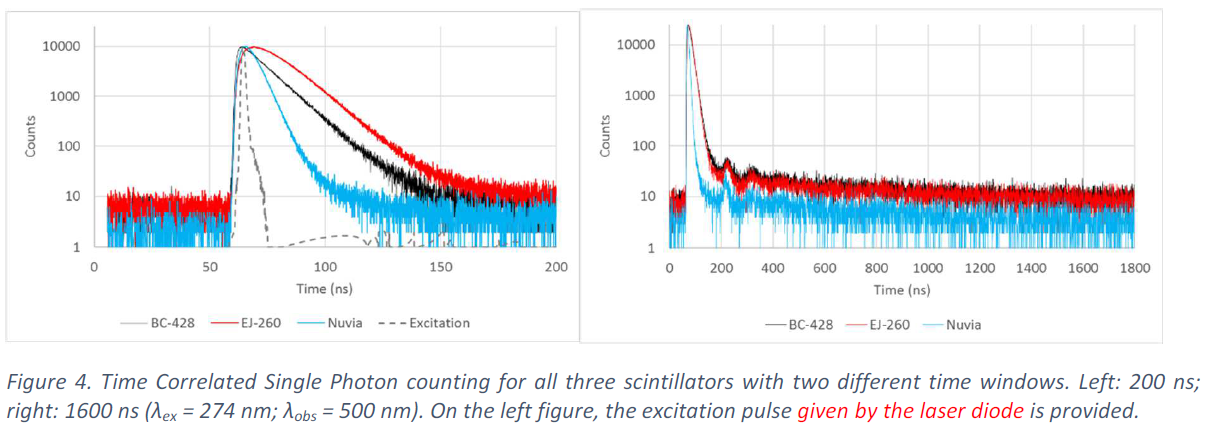 10000
1000
100
10
1
Counts
0 50 100 150 200
Time (ns)
BC-428 EJ-260 Nuvia Excitation
10000
1000
100
10
1
Counts
0 200 400 600 800 1000 1200 1400 1600 1800
Time (ns)
BC-428 EJ-260 Nuvia
Figure 4. Time Correlated Single Photon counting for all three scintillators with two different time windows. Left: 200 ns;
right: 1600 ns (λex = 274 nm; λobs = 500 nm). On the left figure, the excitation pulse given by the laser diode is provided.